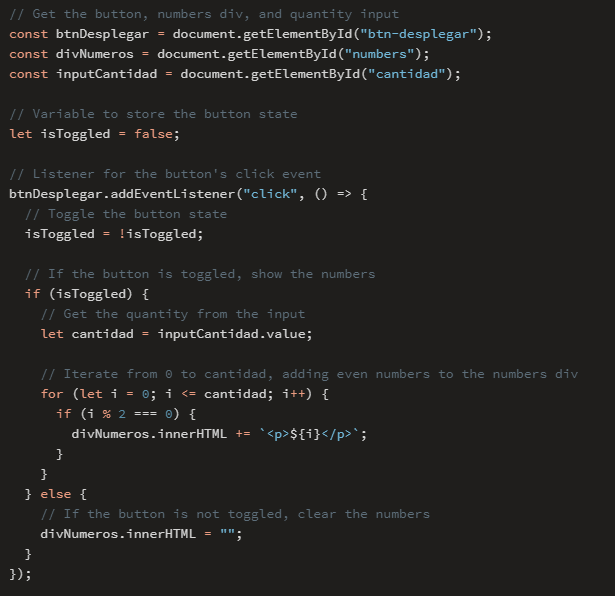 // Get the button, numbers div, and quantity input
const btnDesplegar = document.getElementById("btn-desplegar");
const divNumeros = document.getElementById("numbers");
const inputCantidad = document.getElementById("cantidad");

// Variable to store the button state
let isToggled = false;

// Listener for the button's click event
btnDesplegar.addEventListener("click", () => {
  // Toggle the button state
  isToggled = !isToggled;

  // If the button is toggled, show the numbers
  if (isToggled) {
    // Get the quantity from the input
    let cantidad = inputCantidad.value;

    // Iterate from 0 to cantidad, adding even numbers to the numbers div
    for (let i = 0; i <= cantidad; i++) {
      if (i % 2 === 0) {
        divNumeros.innerHTML += `<p>${i}</p>`;
      }
    }
  } else {
    // If the button is not toggled, clear the numbers
    divNumeros.innerHTML = "";
  }
});